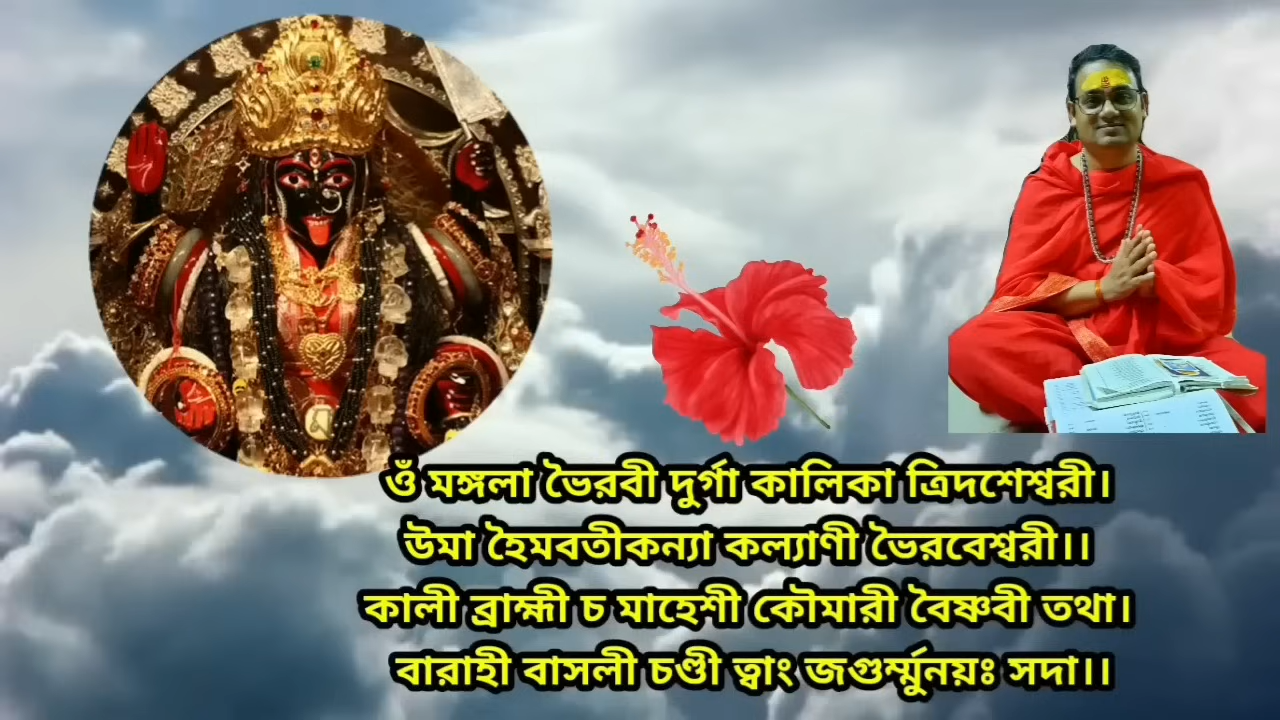 ওঁ মঙ্গলা ভৈরবী দুর্গা কালিকা ত্রিদশেশ্বরী।
উমা হৈমবতীকন্যা কল্যাণী ভৈরবেশ্বরী।।
কালী ব্রাহ্মী চ মাহেশী কৌমারী বৈষ্ণবী তথা।
বারাহী বাসলী চণ্ডী ত্বাং জগুর্ম্মুনয়ঃ সদা।।